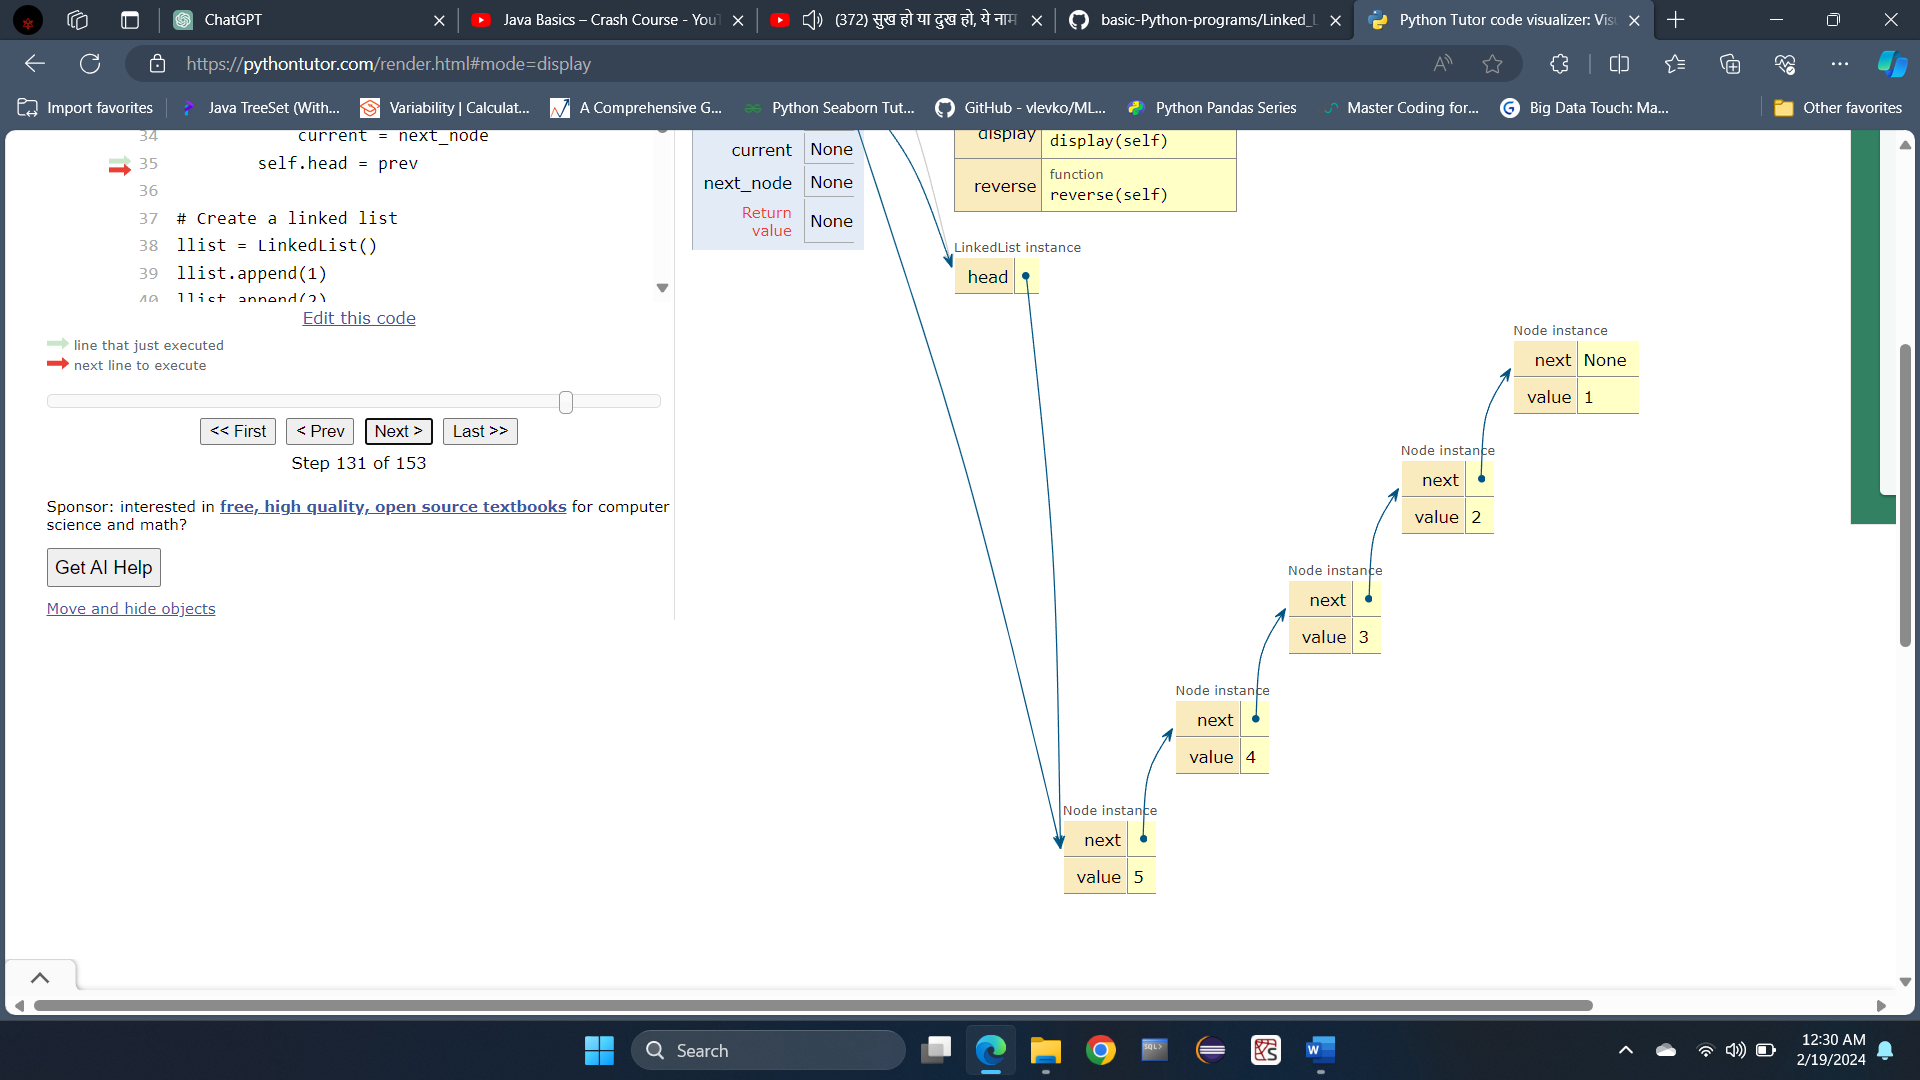 ChatGPT
Java Basics – Crash Course - You
(372) सुख हो या दुख हो, ये नाम
basic-Python-programs/Linked_L
Python Tutor code visualizer: Vis
https://pythontutor.com/render.html#mode=display
Import favorites
Java TreeSet (With...
Variability | Calculat...
A Comprehensive G...
Python Seaborn Tut...
GitHub - vlevko/ML...
Python Pandas Series
Master Coding for...
Big Data Touch: Ma...
Other favorites
34 current = next_node
35 self.head = prev
36
37 # Create a linked list
38 llist = LinkedList()
39 llist.append(1)
40 llist.append(2)
Edit this code
line that just executed
next line to execute
<< First
< Prev
Next >
Last >>
Step 131 of 153
Sponsor: interested in free, high quality, open source textbooks for computer
science and math?
Get AI Help
Move and hide objects
current None
next_node None
Return
value None
display
display(self)
reverse
function
reverse(self)
LinkedList instance
head
Node instance
next None
value 1
Node instance
next
value 2
Node instance
next
value 3
Node instance
next
value 4
Node instance
next
value 5
Search
SQL>
W
12:30 AM
2/19/2024